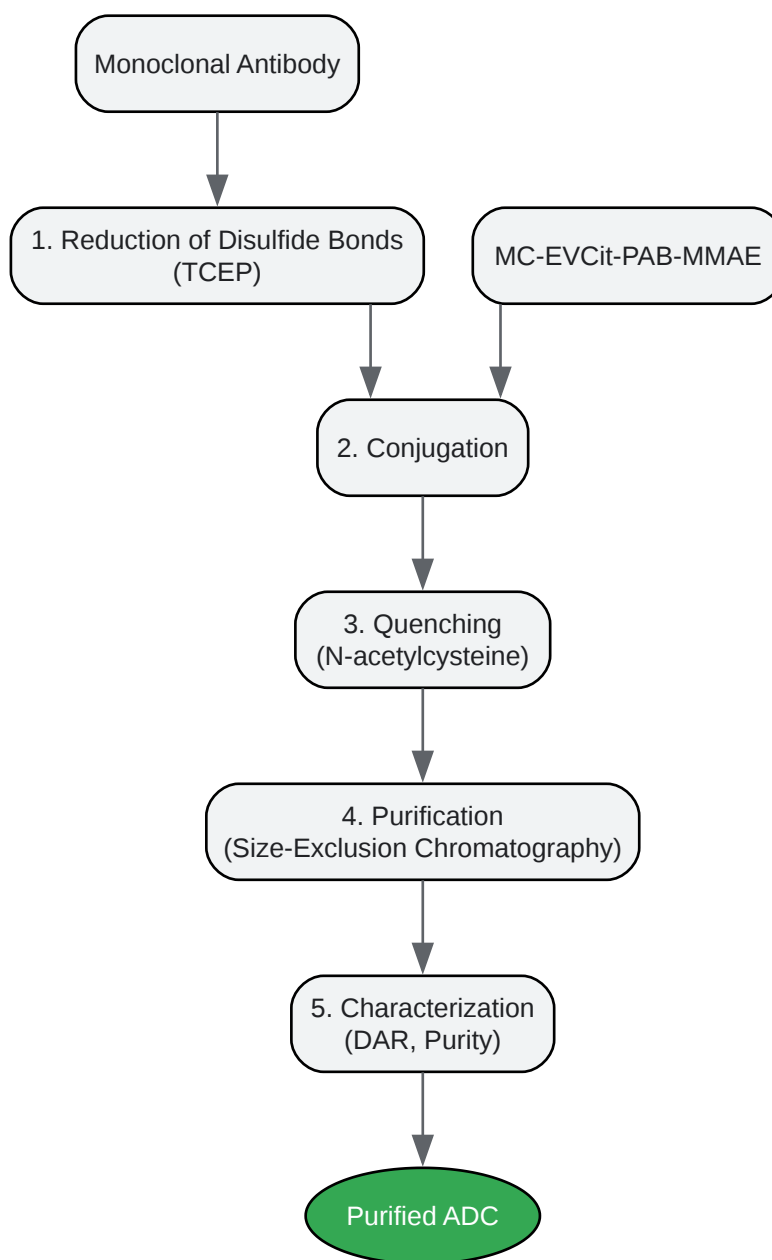 Monoclonal Antibody
1. Reduction of Disulfide Bonds
(TCEP)
MC-EVCit-PAB-MMAE
2. Conjugation
3. Quenching
(N-acetylcysteine)
4. Purification
(Size-Exclusion Chromatography)
5. Characterization
(DAR, Purity)
Purified ADC